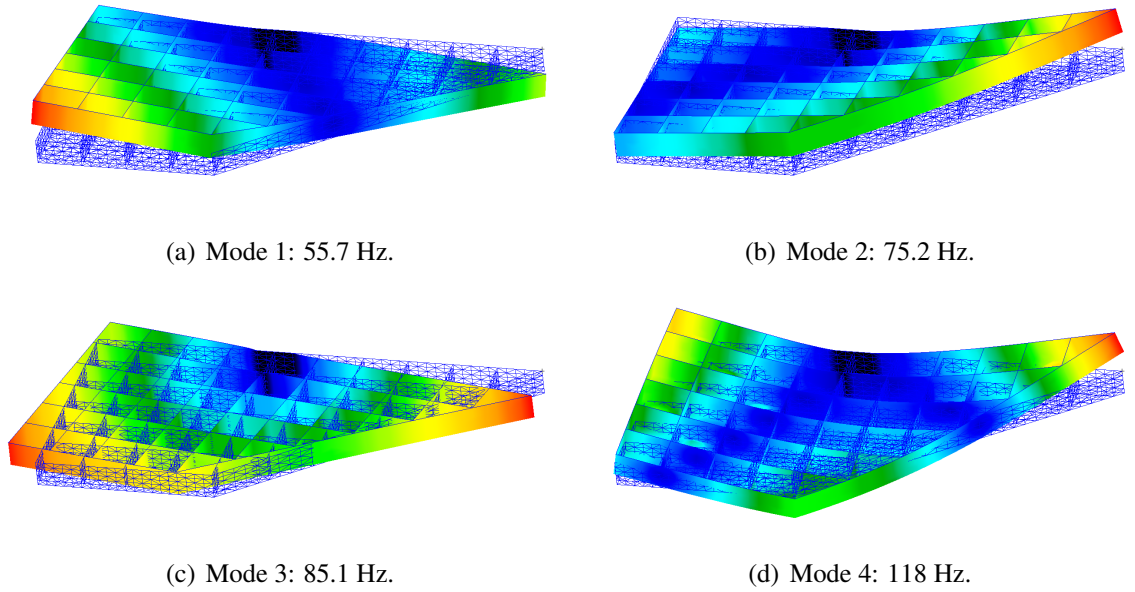 (a) Mode 1: 55.7 Hz.
(b) Mode 2: 75.2 Hz.
(c) Mode 3: 85.1 Hz.
(d) Mode 4: 118 Hz.